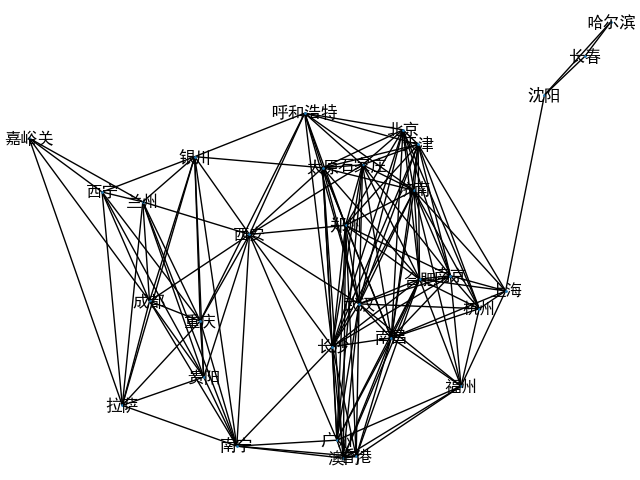 哈尔滨
长春
沈阳
呼和浩特
北京
天津
嘉峪关
银川
太原
石家庄
西宁
兰州
济南
郑州
西安
合肥
南京
上海
成都
武汉
杭州
重庆
南昌
长沙
贵阳
福州
拉萨
广州
南宁
澳门
香港